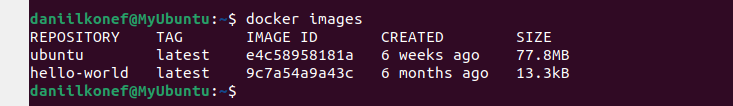 daniilkonef@MyUbuntu:~$ docker images
REPOSITORY    TAG       IMAGE ID       CREATED        SIZE
ubuntu        latest    e4c58958181a   6 weeks ago    77.8MB
hello-world   latest    9c7a54a9a43c   6 months ago   13.3kB
daniilkonef@MyUbuntu:~$